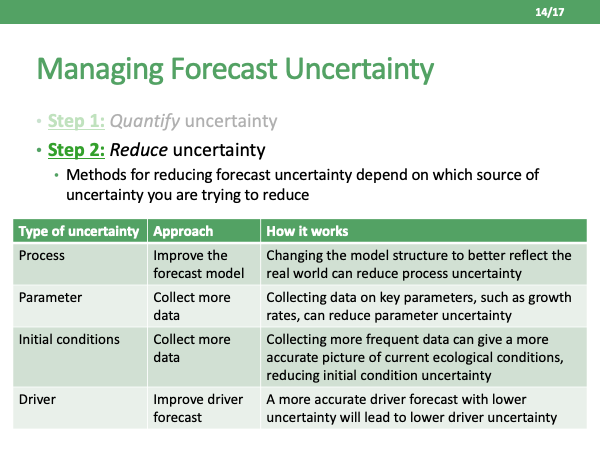 14/17
Managing Forecast Uncertainty
• Step 1: Quantify uncertainty
• Step 2: Reduce uncertainty
• Methods for reducing forecast uncertainty depend on which source of
uncertainty you are trying to reduce
Type of uncertainty Approach How it works
Process Improve the Changing the model structure to better reflect the
forecast model real world can reduce process uncertainty
Parameter Collect more Collecting data on key parameters, such as growth
data rates, can reduce parameter uncertainty
Initial conditions Collect more Collecting more frequent data can give a more
data accurate picture of current ecological conditions,
reducing initial condition uncertainty
Driver Improve driver A more accurate driver forecast with lower
forecast uncertainty will lead to lower driver uncertainty